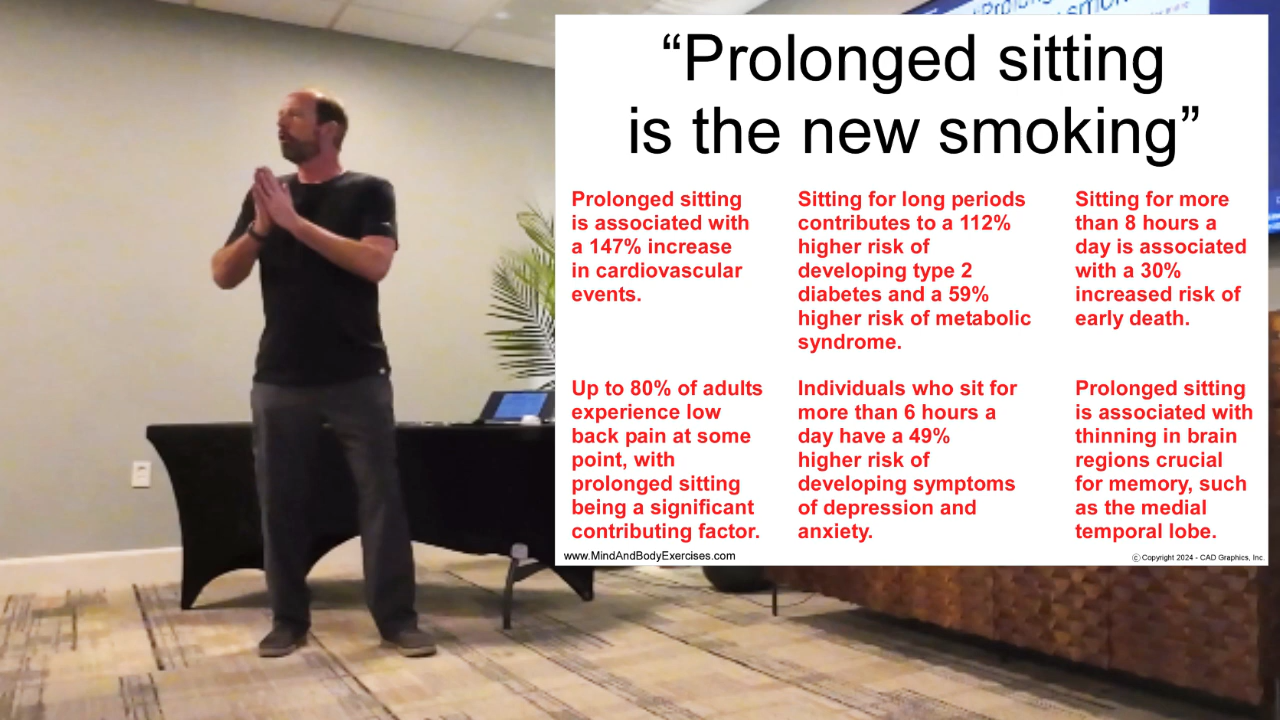 “Prolonged sitting
is the new smoking”
Prolonged sitting
is associated with
a 147% increase
in cardiovascular
events.
Sitting for long periods
contributes to a 112%
higher risk of
developing type 2
diabetes and a 59%
higher risk of metabolic
syndrome.
Sitting for more
than 8 hours a
day is associated
with a 30%
increased risk of
early death.
Up to 80% of adults
experience low
back pain at some
point, with
prolonged sitting
being a significant
contributing factor.
Individuals who sit for
more than 6 hours a
day have a 49%
higher risk of
developing symptoms
of depression and
anxiety.
Prolonged sitting
is associated with
thinning in brain
regions crucial
for memory, such
as the medial
temporal lobe.
www.MindAndBodyExercises.com
© Copyright 2024 - CAD Graphics, Inc.